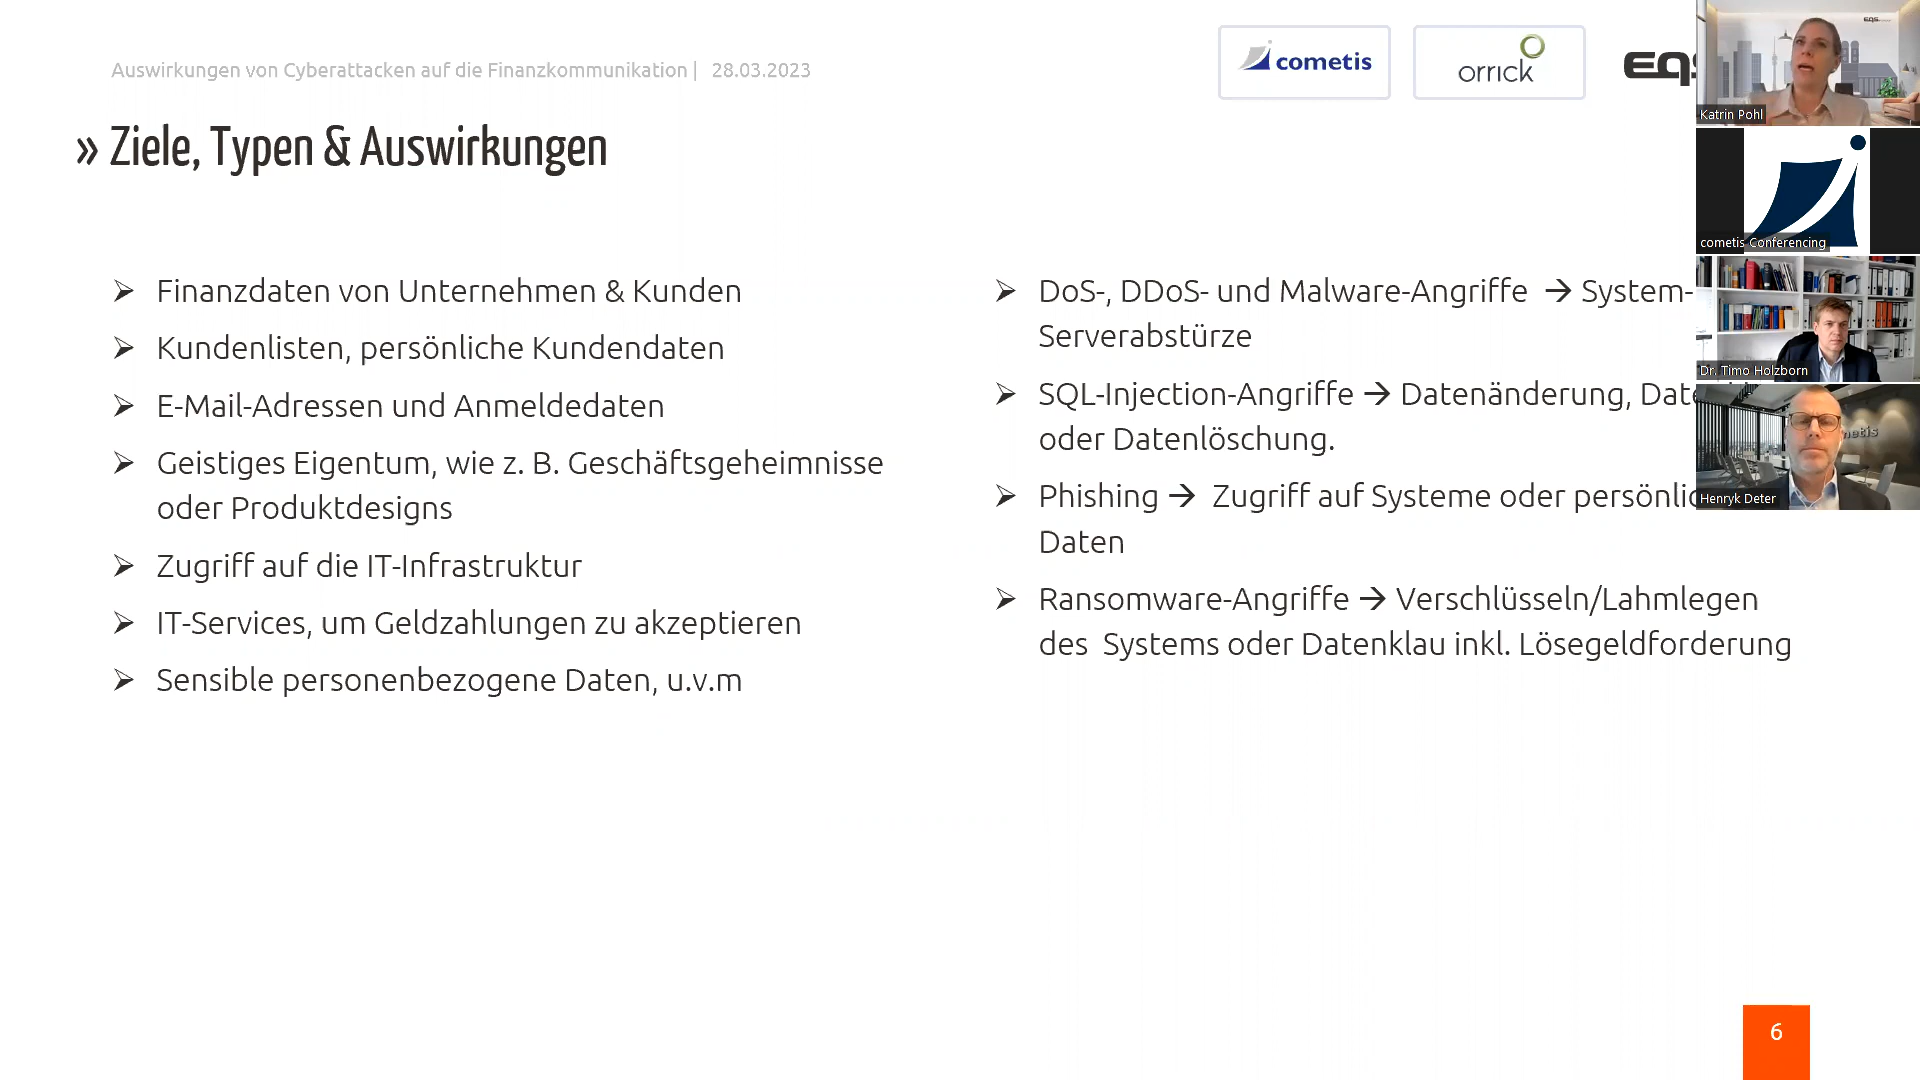 Auswirkungen von Cyberattacken auf die Finanzkommunikation | 28.03.2023
cometis
orrick
» Ziele, Typen & Auswirkungen
➢ Finanzdaten von Unternehmen & Kunden
➢ Kundenlisten, persönliche Kundendaten
➢ E-Mail-Adressen und Anmeldedaten
➢ Geistiges Eigentum, wie z. B. Geschäftsgeheimnisse
oder Produktdesigns
➢ Zugriff auf die IT-Infrastruktur
➢ IT-Services, um Geldzahlungen zu akzeptieren
➢ Sensible personenbezogene Daten, u.v.m
➢ DoS-, DDoS- und Malware-Angriffe → System-
Serverabstürze
➢ SQL-Injection-Angriffe → Datenänderung,
oder Datenlöschung.
➢ Phishing → Zugriff auf Systeme oder
Daten
➢ Ransomware-Angriffe → Verschlüsseln/Lahmlegen
des Systems oder Datenklau inkl. Lösegeldforderung
EQS
Katrin Pohl
cometis Conferencing
Dr. Timo Holzborn
Henryk Deter
6